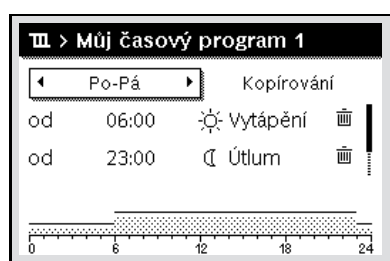 > Můj časový program 1
Po-Pá Kopírování
od 06:00 Vytápění
od 23:00 Útlum
0 6 12 18 24